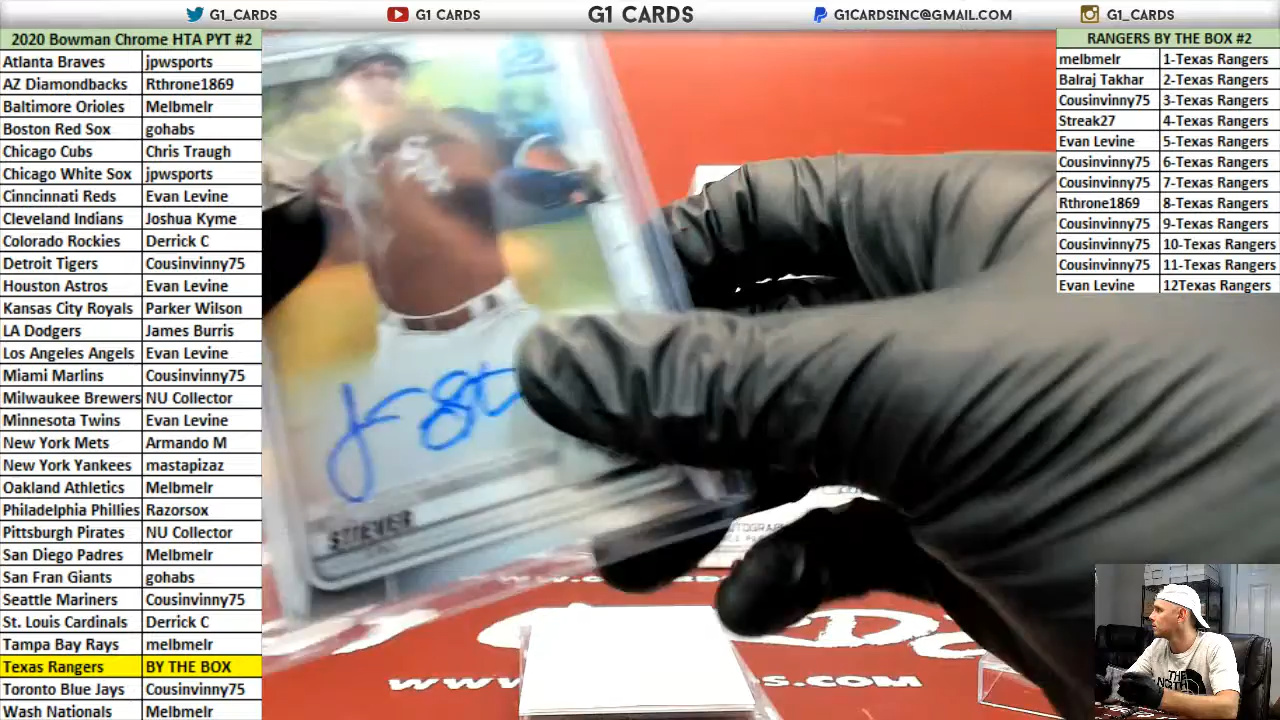 G1_CARDS G1 CARDS G1 CARDS G1CARDSINC@GMAIL.COM G1_CARDS
2020 Bowman Chrome HTA PYT #2
Atlanta Braves jpwsports
AZ Diamondbacks Rthrone1869
Baltimore Orioles Melbmelr
Boston Red Sox gohabs
Chicago Cubs Chris Traugh
Chicago White Sox jpwsports
Cinncinnati Reds Evan Levine
Cleveland Indians Joshua Kyme
Colorado Rockies Derrick C
Detroit Tigers Cousinvinny75
Houston Astros Evan Levine
Kansas City Royals Parker Wilson
LA Dodgers James Burris
Los Angeles Angels Evan Levine
Miami Marlins Cousinvinny75
Milwaukee Brewers NU Collector
Minnesota Twins Evan Levine
New York Mets Armando M
New York Yankees mastapizaz
Oakland Athletics Melbmelr
Philadelphia Phillies Razorsox
Pittsburgh Pirates NU Collector
San Diego Padres Melbmelr
San Fran Giants gohabs
Seattle Mariners Cousinvinny75
St. Louis Cardinals Derrick C
Tampa Bay Rays melbmelr
Texas Rangers BY THE BOX
Toronto Blue Jays Cousinvinny75
Wash Nationals Melbmelr
STIEVER
RANGERS BY THE BOX #2
melbmelr 1-Texas Rangers
Balraj Takhar 2-Texas Rangers
Cousinvinny75 3-Texas Rangers
Streak27 4-Texas Rangers
Evan Levine 5-Texas Rangers
Cousinvinny75 6-Texas Rangers
Cousinvinny75 7-Texas Rangers
Rthrone1869 8-Texas Rangers
Cousinvinny75 9-Texas Rangers
Cousinvinny75 10-Texas Rangers
Cousinvinny75 11-Texas Rangers
Evan Levine 12Texas Rangers
THE